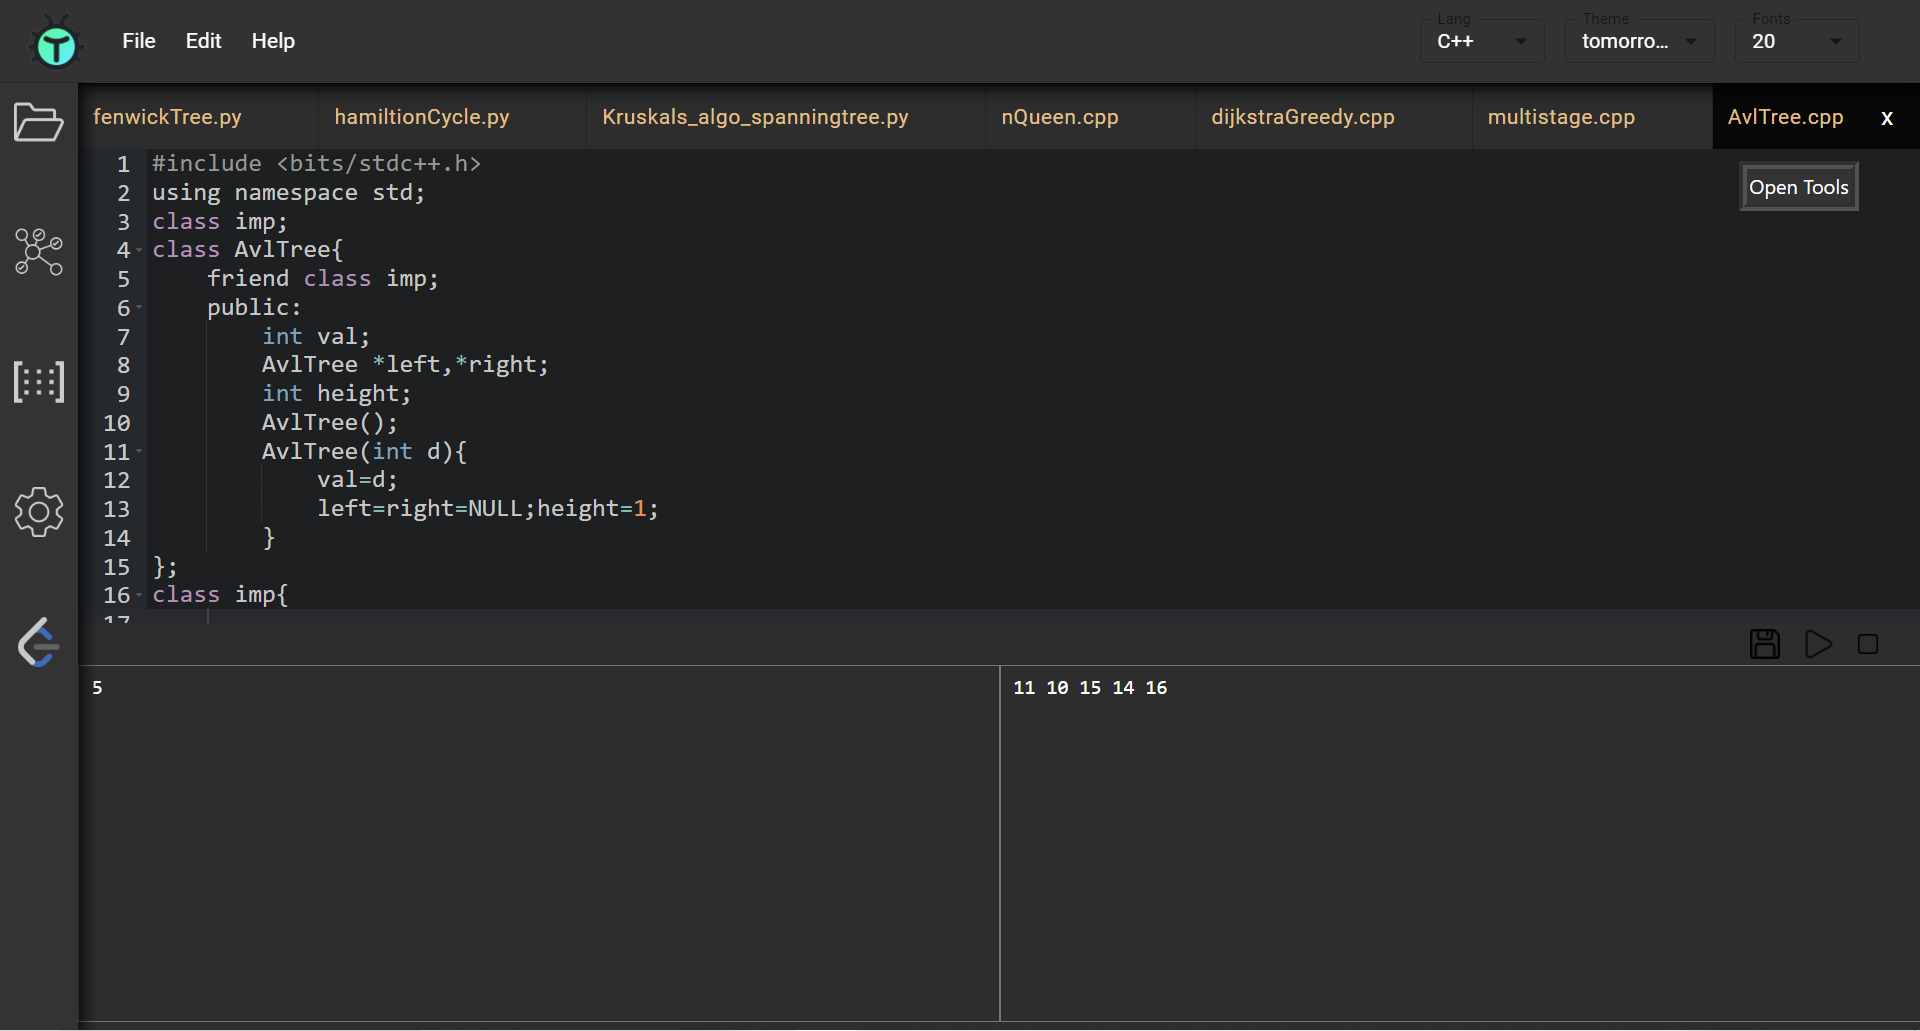 File Edit Help
Lang Theme Fonts
C++ tomorro... 20
fenwickTree.py hamiltionCycle.py Kruskals_algo_spanningtree.py nQueen.cpp dijkstraGreedy.cpp multistage.cpp AvlTree.cpp x
Open Tools
1 #include <bits/stdc++.h>
2 using namespace std;
3 class imp;
4 class AvlTree{
5     friend class imp;
6     public:
7         int val;
8         AvlTree *left,*right;
9         int height;
10         AvlTree();
11         AvlTree(int d){
12             val=d;
13             left=right=NULL;height=1;
14         }
15 };
16 class imp{
17
5
11 10 15 14 16